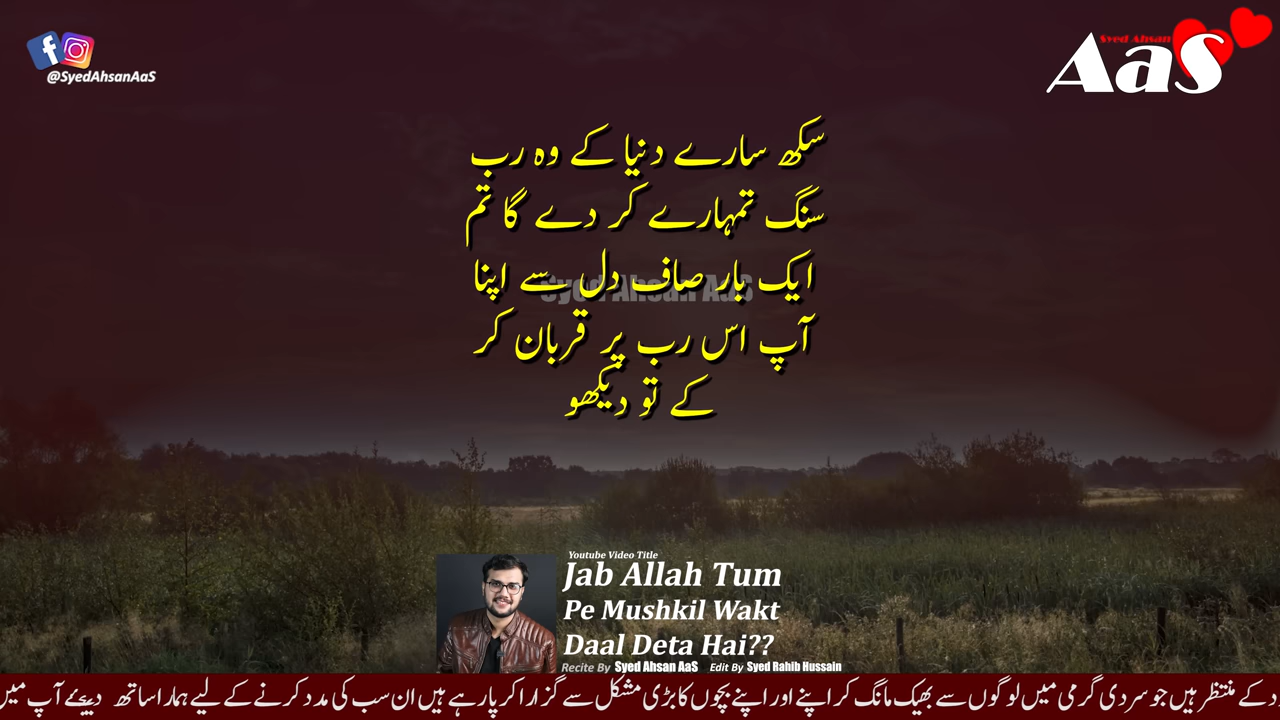 @SyedAhsanAaS
Syed Ahsan
AaS
سکھ سارے دنیا کے وہ رب
سنگ تمہارے کر دے گا تم
ایک بار صاف دل سے اپنا
Syed Ahsan AaS
آپ اس رب پر قربان کر
کے تو دیکھو
Youtube Video Title
Jab Allah Tum
Pe Mushkil Wakt
Daal Deta Hai??
Recite By Syed Ahsan AaS Edit By Syed Rahib Hussain
کے منتظر ہیں جو سردی گرمی میں لوگوں سے بھیک مانگ کر اپنے اور اپنے بچوں کا بڑی مشکل سے گزارا کر پا رہے ہیں ان سب کی مدد کرنے کے لیے ہمارا ساتھ دیجئے آپ میں